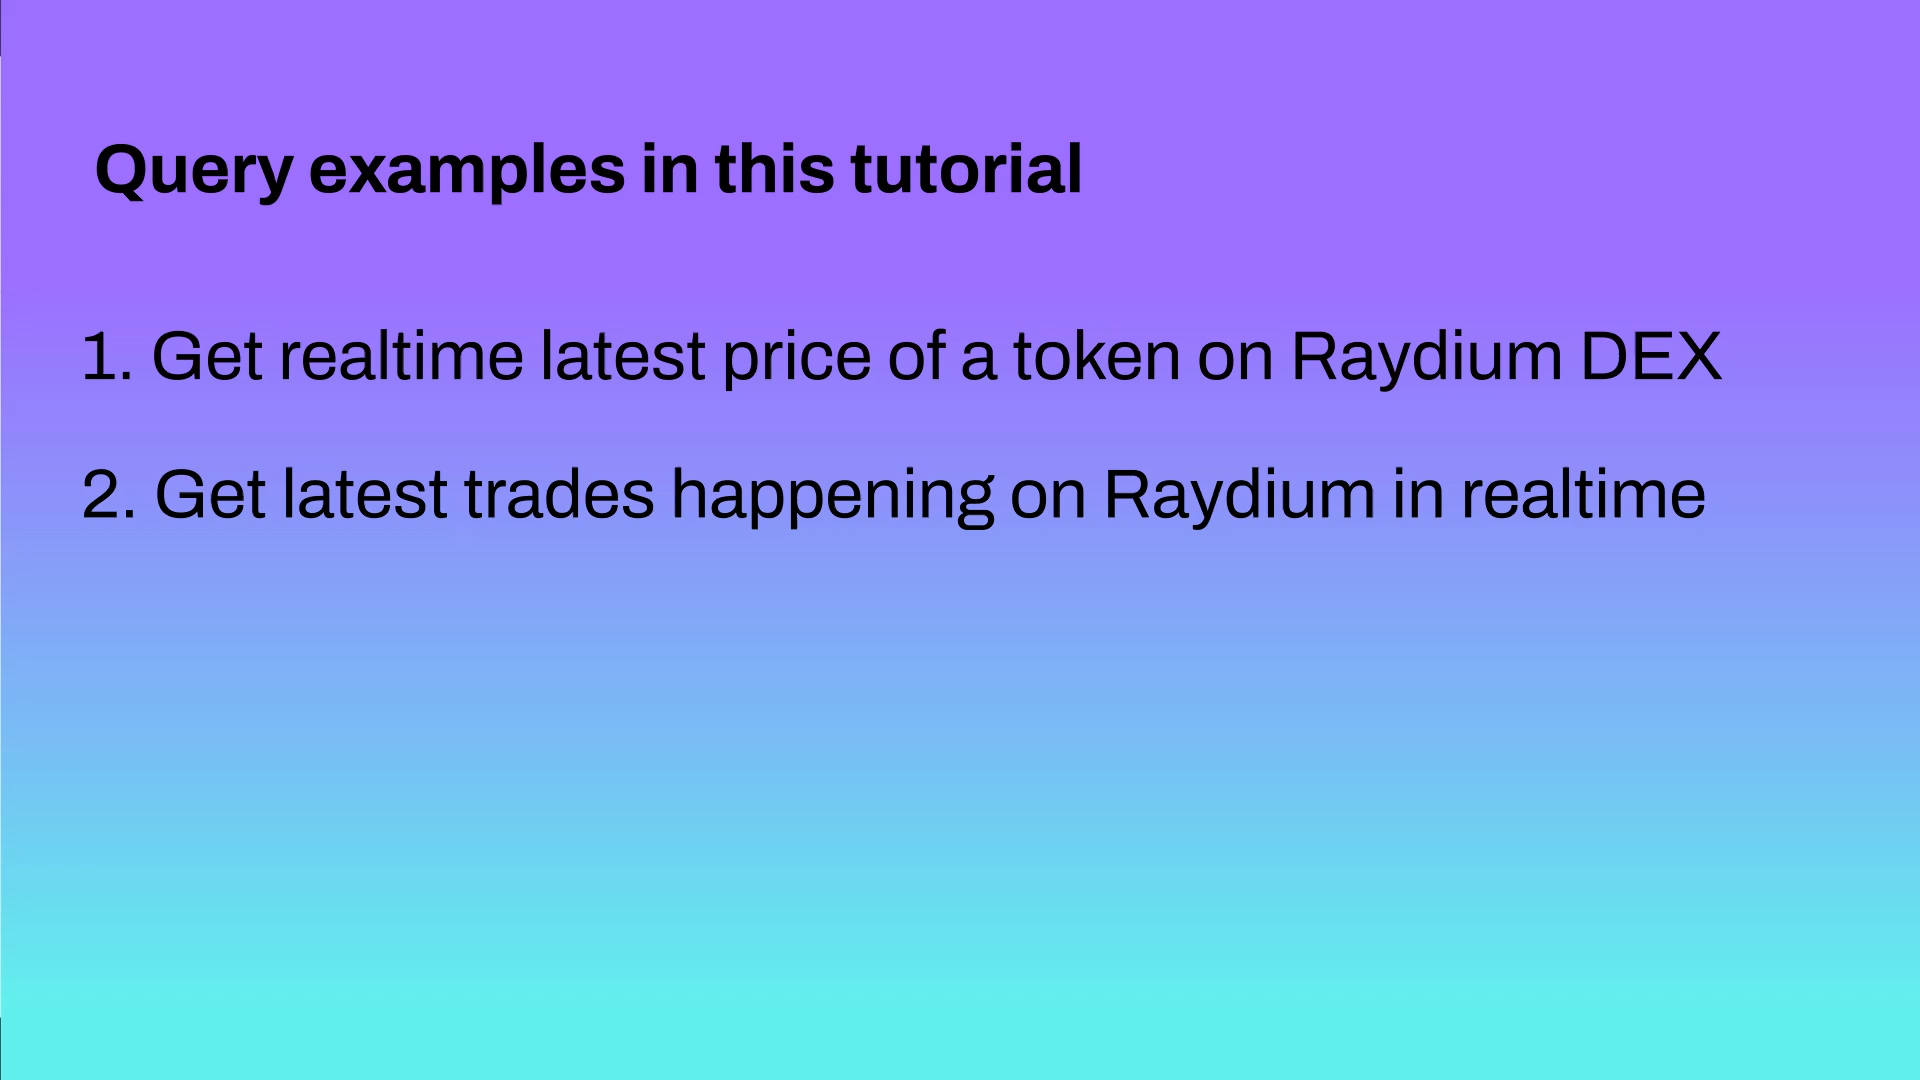 Query examples in this tutorial
1. Get realtime latest price of a token on Raydium DEX
2. Get latest trades happening on Raydium in realtime